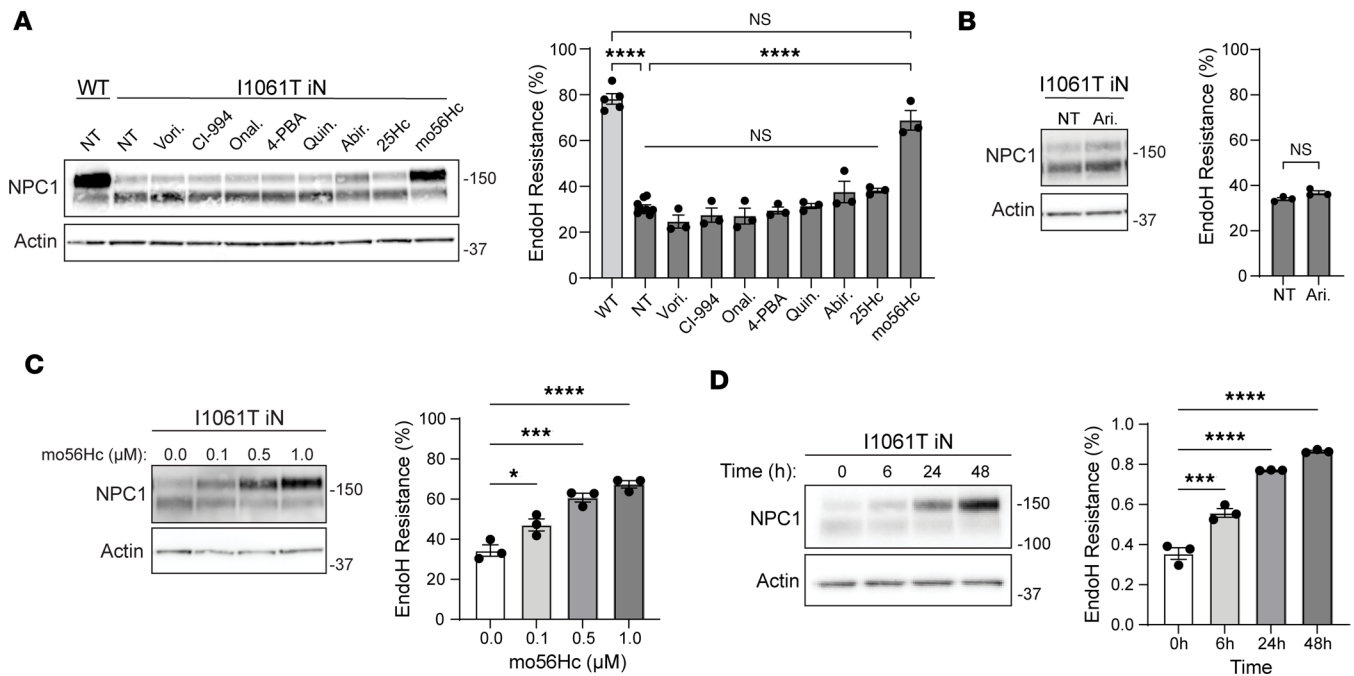 A
WT
I1061T iN
NT NT Vori. CI-994 Onal. 4-PBA Quin. Abir. 25Hc mo56Hc
NPC1
-150
Actin
-37
NS
**** ****
NS
EndoH Resistance (%)
100
80
60
40
20
0
WT NT Vori. CI-994 Onal. 4-PBA Quin. Abir. 25Hc mo56Hc
B
I1061T iN
NT Ari.
NPC1
-150
Actin
-37
EndoH Resistance (%)
100
80
60
40
20
0
NS
NT Ari.
C
I1061T iN
mo56Hc (µM): 0.0 0.1 0.5 1.0
NPC1
-150
Actin
-37
EndoH Resistance (%)
100
80
60
40
20
0
****
***
*
0.0 0.1 0.5 1.0
mo56Hc (µM)
D
I1061T iN
Time (h): 0 6 24 48
NPC1
-150
-100
Actin
-37
EndoH Resistance (%)
1.0
0.8
0.6
0.4
0.2
0.0
****
****
***
0h 6h 24h 48h
Time